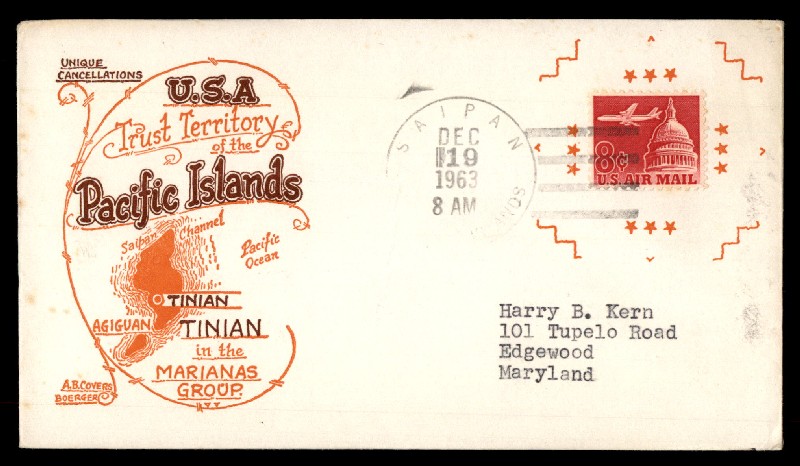 UNIQUE
CANCELLATIONS
U.S.A
Trust Territory
of the
Pacific Islands
Saipan Channel
Pacific
Ocean
TINIAN
AGIGUAN
TINIAN
in the
MARIANAS
GROUP.
A.B.COVERS
BOERGER
SAIPAN
DEC
19
1963
8 AM
8¢
U.S. AIR MAIL
Harry B. Kern
101 Tupelo Road
Edgewood
Maryland